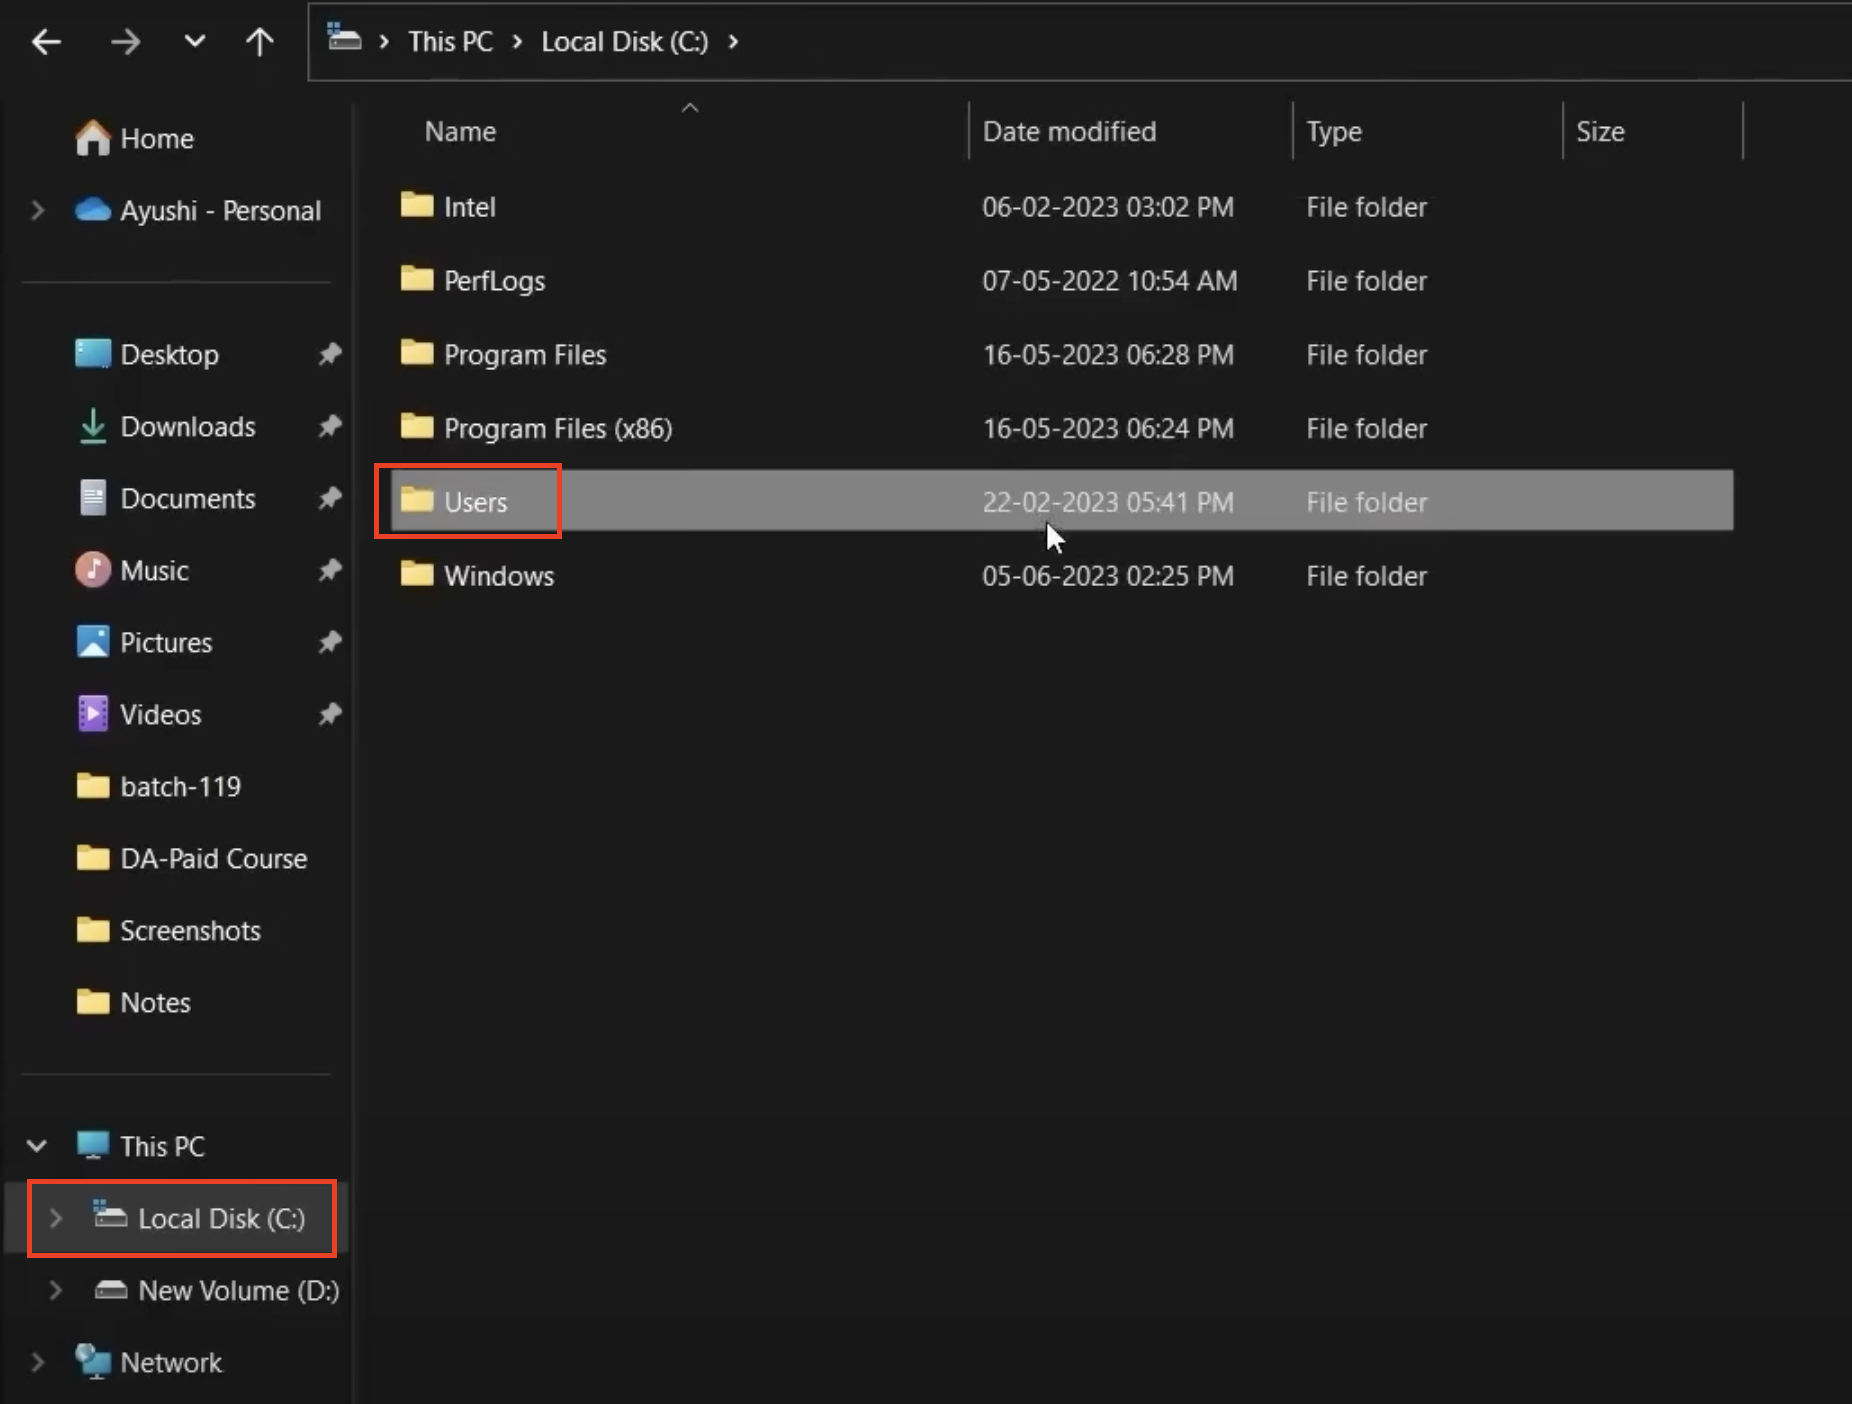 This PC > Local Disk (C:) >
Home
Ayushi - Personal
Desktop
Downloads
Documents
Music
Pictures
Videos
batch-119
DA-Paid Course
Screenshots
Notes
This PC
Local Disk (C:)
New Volume (D:)
Network
Name Date modified Type Size
Intel 06-02-2023 03:02 PM File folder
PerfLogs 07-05-2022 10:54 AM File folder
Program Files 16-05-2023 06:28 PM File folder
Program Files (x86) 16-05-2023 06:24 PM File folder
Users 22-02-2023 05:41 PM File folder
Windows 05-06-2023 02:25 PM File folder